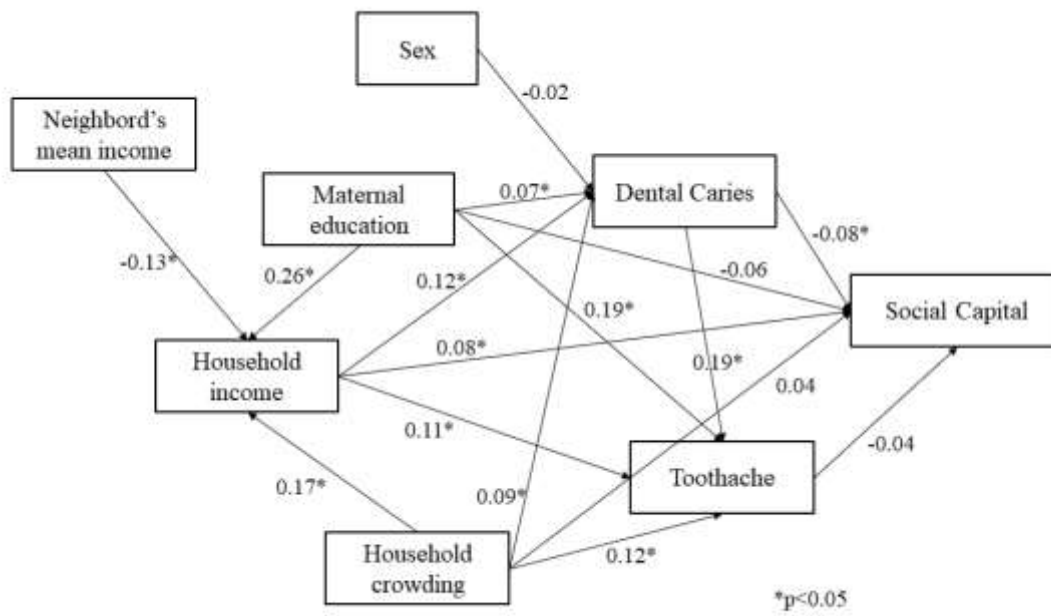 Sex
-0.02
Neighbord's
mean income
Maternal
education
0.07*
Dental Caries
-0.13*
0.26*
0.12*
-0.06
-0.08*
0.19*
Social Capital
Household
income
0.08*
0.19*
0.04
0.11*
Toothache
-0.04
0.17*
0.09*
Household
crowding
0.12*
*p<0.05